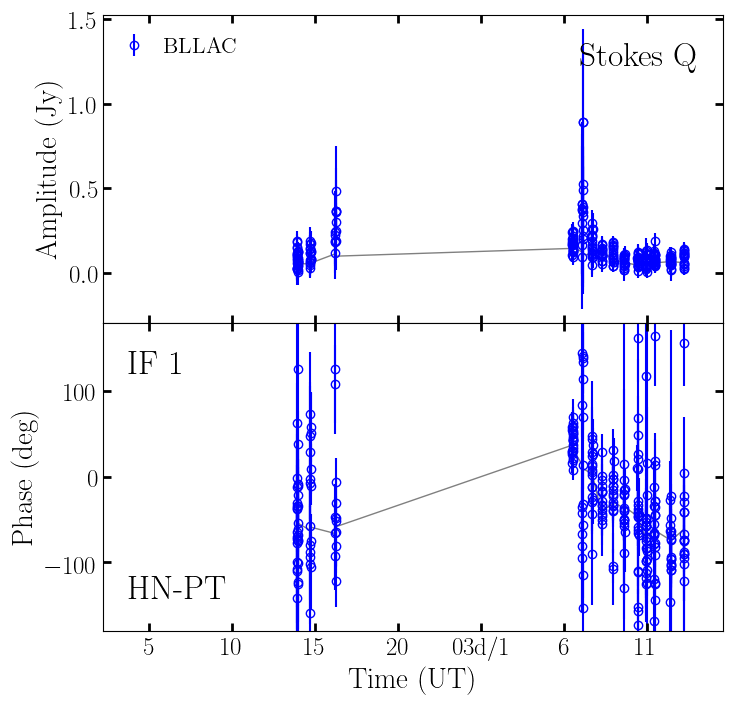 1.5
BLLAC
Stokes Q
1.0
0.5
0.0
Amplitude (Jy)
IF 1
100
0
−100
Phase (deg)
HN-PT
5 10 15 20 03d/1 6 11
Time (UT)